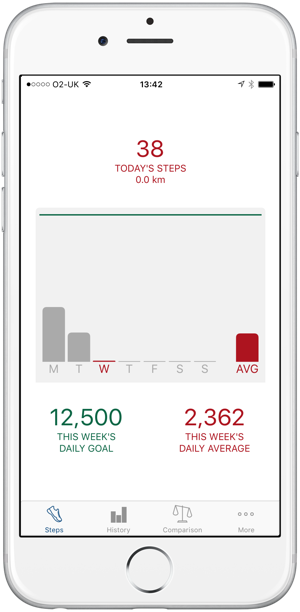 O2-UK 13:42
38
TODAY'S STEPS
0.0 km
M T W T F S S AVG
12,500 2,362
THIS WEEK'S THIS WEEK'S
DAILY GOAL DAILY AVERAGE
Steps History Comparison More